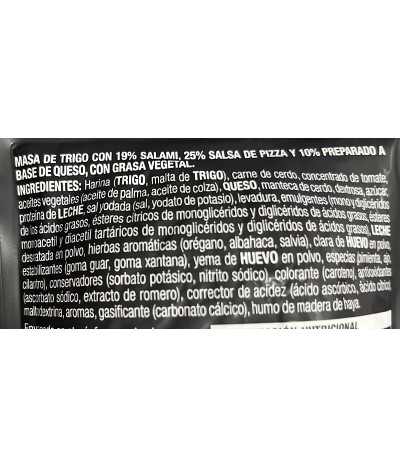 MASA DE TRIGO CON 19% SALAMI, 25% SALSA DE PIZZA Y 10% PREPARADO A
BASE DE QUESO, CON GRASA VEGETAL.
INGREDIENTES: Harina (TRIGO, malta de TRIGO), carne de cerdo, concentrado de tomate,
aceites vegetales (aceite de palma, aceite de colza), QUESO, manteca de cerdo, dextrosa, azúcar,
proteína de LECHE, sal yodada (sal, yodato de potasio), levadura, emulgentes (mono y diglicéridos
de los ácidos grasos, ésteres cítricos de monoglicéridos y diglicéridos de ácidos grasos, ésteres
monoacetil y diacetil tartáricos de monoglicéridos y diglicéridos de ácidos grasos), LECHE
desnatada en polvo, hierbas aromáticas (orégano, albahaca, salvia), clara de HUEVO en polvo,
estabilizantes (goma guar, goma xantana), yema de HUEVO en polvo, especias (pimienta, ajo,
cilantro), conservadores (sorbato potásico, nitrito sódico), colorante (caroteno), antioxidantes
(ascorbato sódico, extracto de romero), corrector de acidez (ácido ascórbico, ácido cítrico)
maltodextrina, aromas, gasificante (carbonato cálcico), humo de madera de haya.
NUTRICIONAL